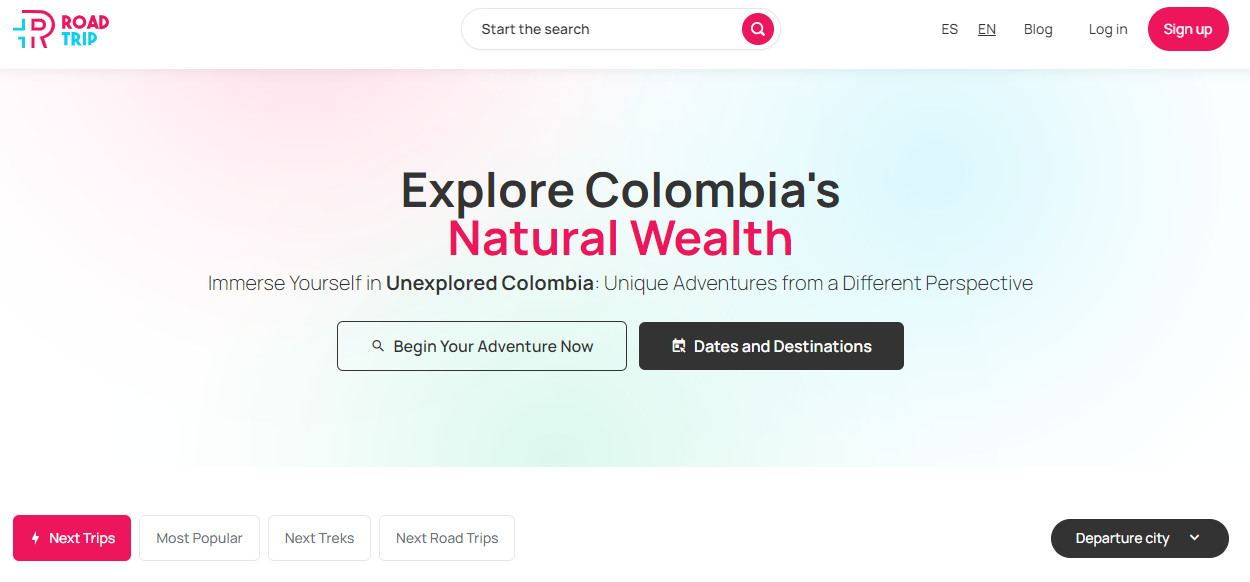 ROAD
TRIP
Start the search
ES EN Blog Log in Sign up
Explore Colombia's
Natural Wealth
Immerse Yourself in Unexplored Colombia: Unique Adventures from a Different Perspective
Begin Your Adventure Now Dates and Destinations
Next Trips Most Popular Next Treks Next Road Trips Departure city